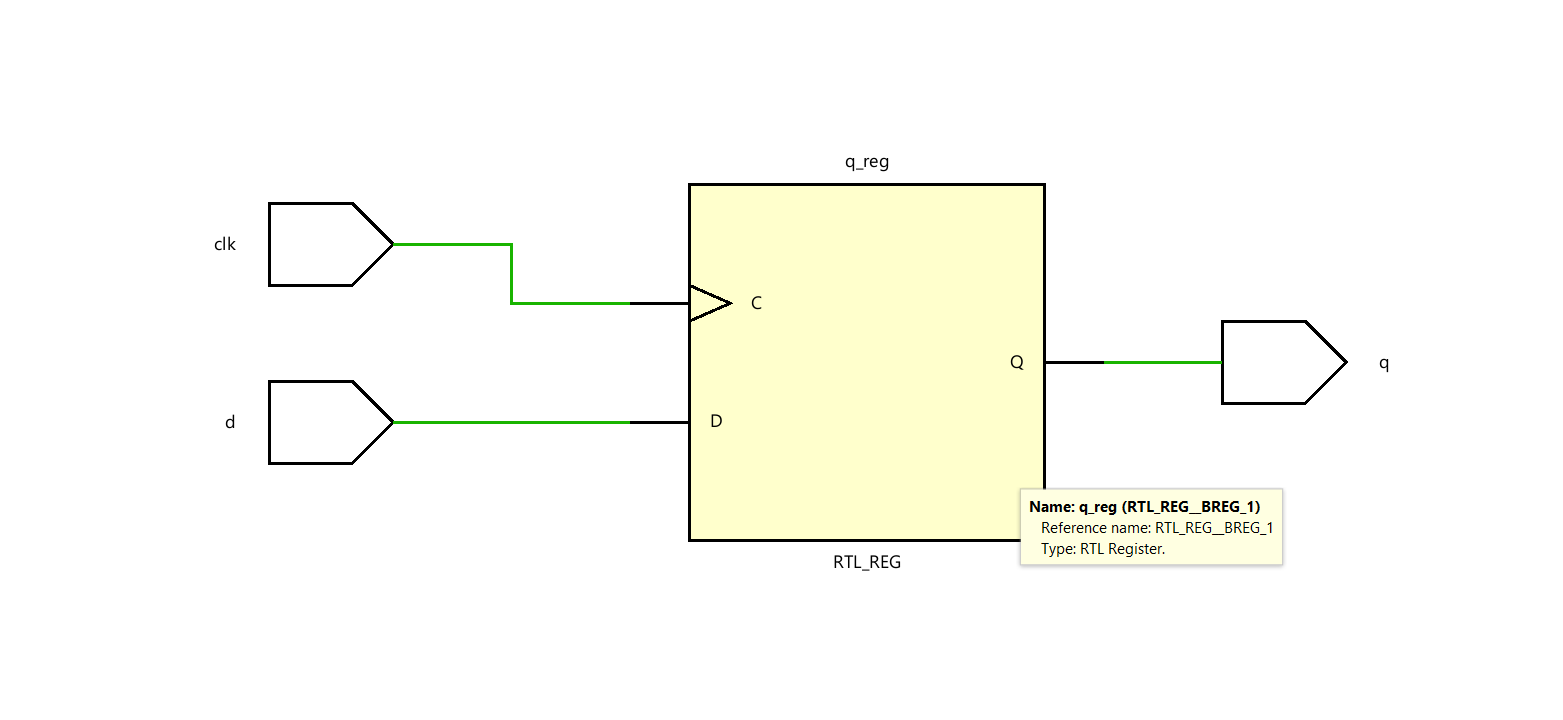 q_reg
clk
C
Q
q
d
D
Name: q_reg (RTL_REG__BREG_1)
Reference name: RTL_REG__BREG_1
Type: RTL Register.
RTL_REG